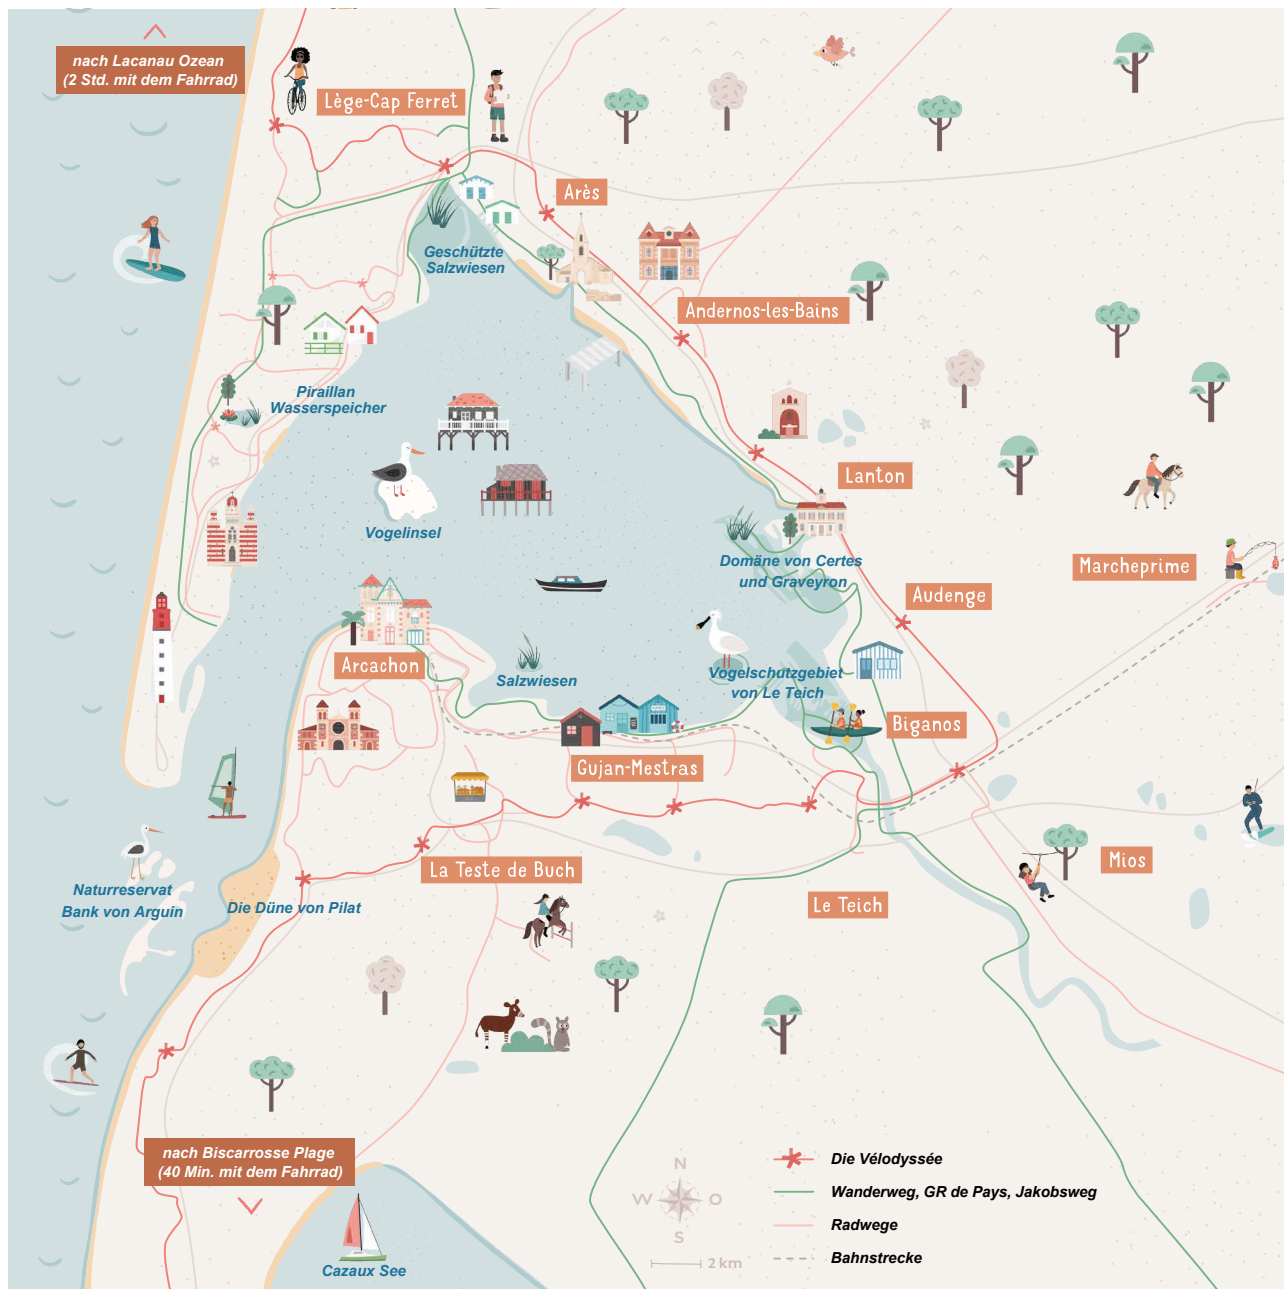 nach Lacanau Ozean
(2 Std. mit dem Fahrrad)
Lège-Cap Ferret
Arès
Geschützte
Salzwiesen
Andernos-les-Bains
Piraillan
Wasserspeicher
Lanton
Vogelinsel
Domäne von Certes
und Graveyron
Marcheprime
Audenge
Arcachon
Salzwiesen
Vogelschutzgebiet
von Le Teich
Biganos
Gujan-Mestras
La Teste de Buch
Mios
Naturreservat
Bank von Arguin
Die Düne von Pilat
Le Teich
nach Biscarrosse Plage
(40 Min. mit dem Fahrrad)
Cazaux See
N
W O
S
2 km
Die Vélodyssée
Wanderweg, GR de Pays, Jakobsweg
Radwege
Bahnstrecke